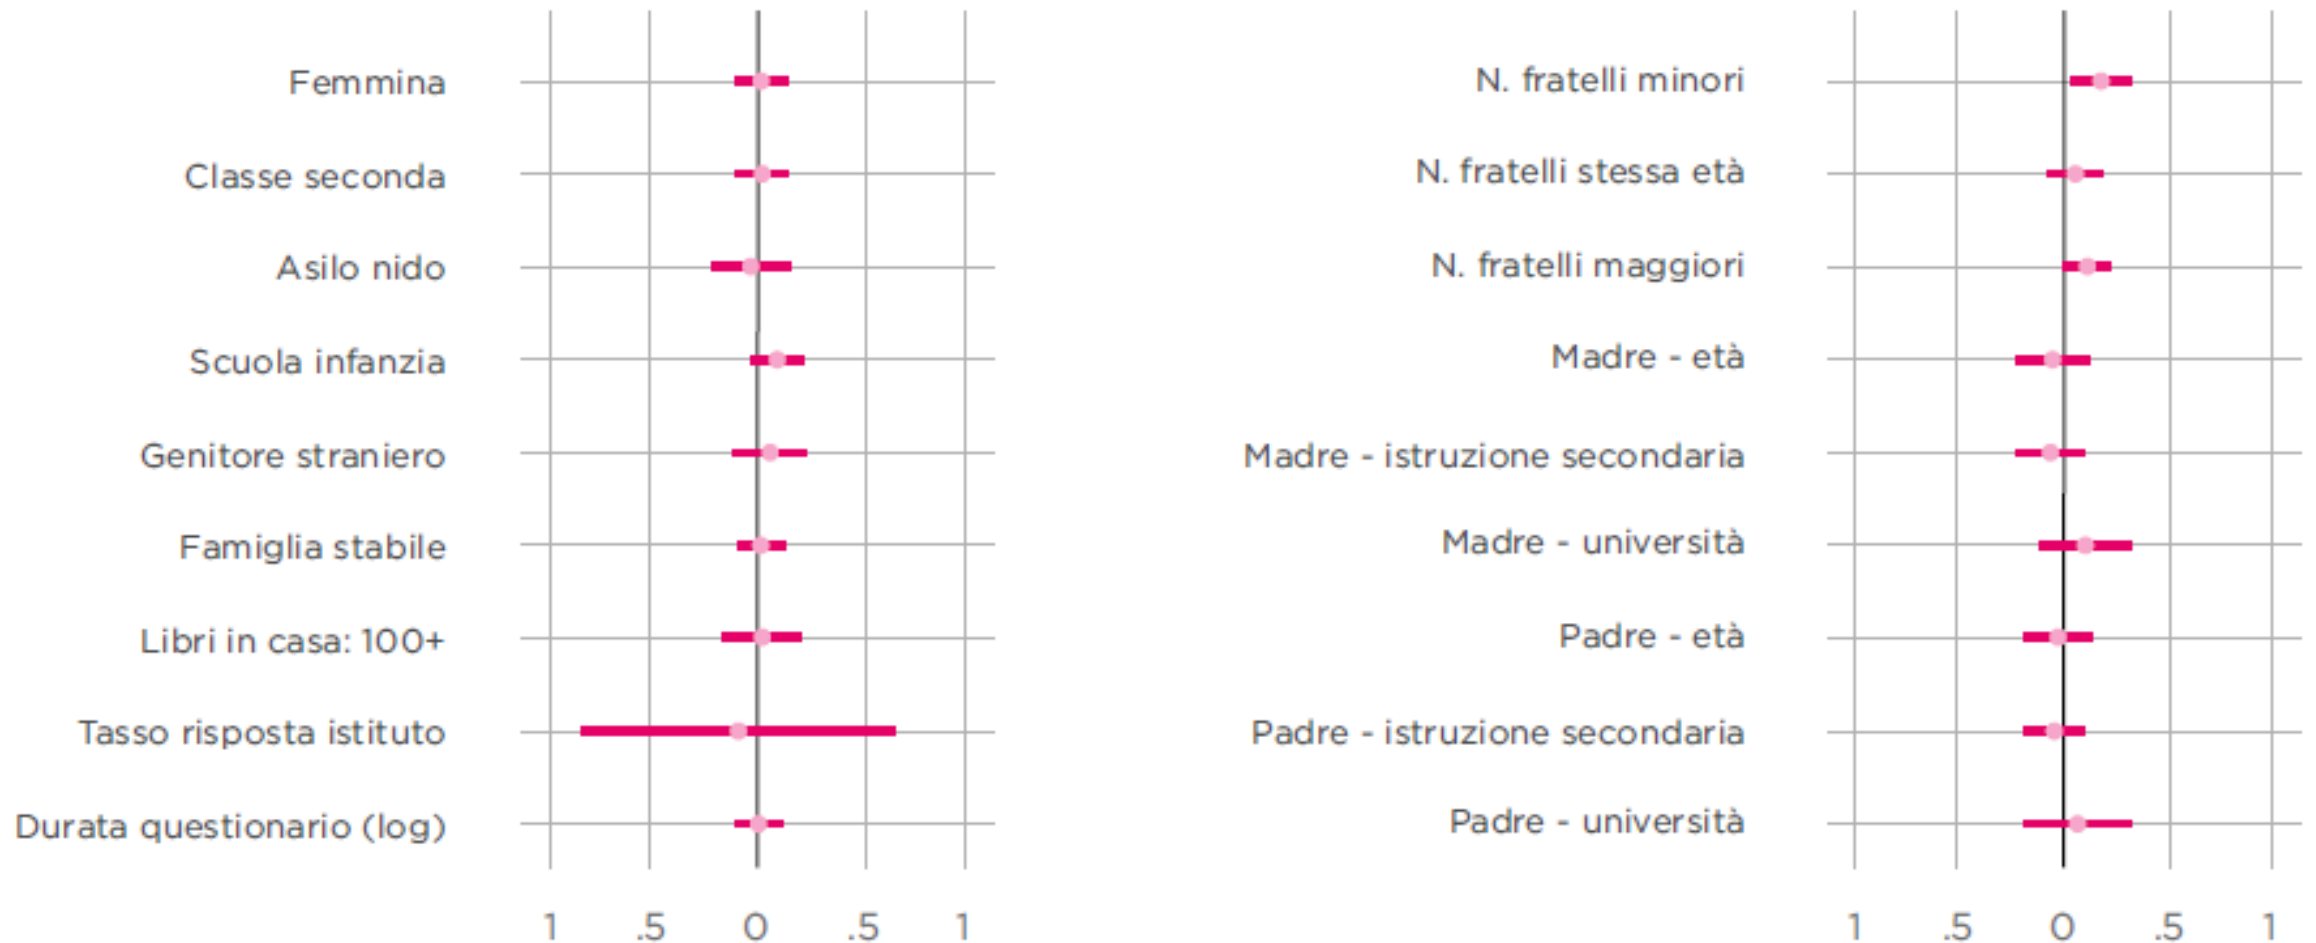 Femmina
Classe seconda
Asilo nido
Scuola infanzia
Genitore straniero
Famiglia stabile
Libri in casa: 100+
Tasso risposta istituto
Durata questionario (log)
1 .5 0 .5 1
N. fratelli minori
N. fratelli stessa età
N. fratelli maggiori
Madre - età
Madre - istruzione secondaria
Madre - università
Padre - età
Padre - istruzione secondaria
Padre - università
1 .5 0 .5 1